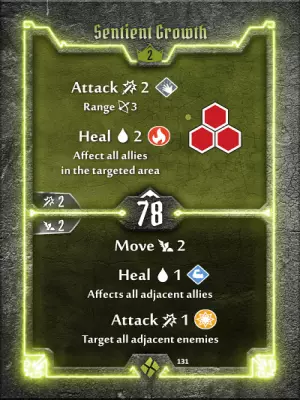 Sentient Growth
2
Attack 2
Range 3
Heal 2
Affect all allies
in the targeted area
2
78
2
Move 2
Heal 1
Affects all adjacent allies
Attack 1
Target all adjacent enemies
131